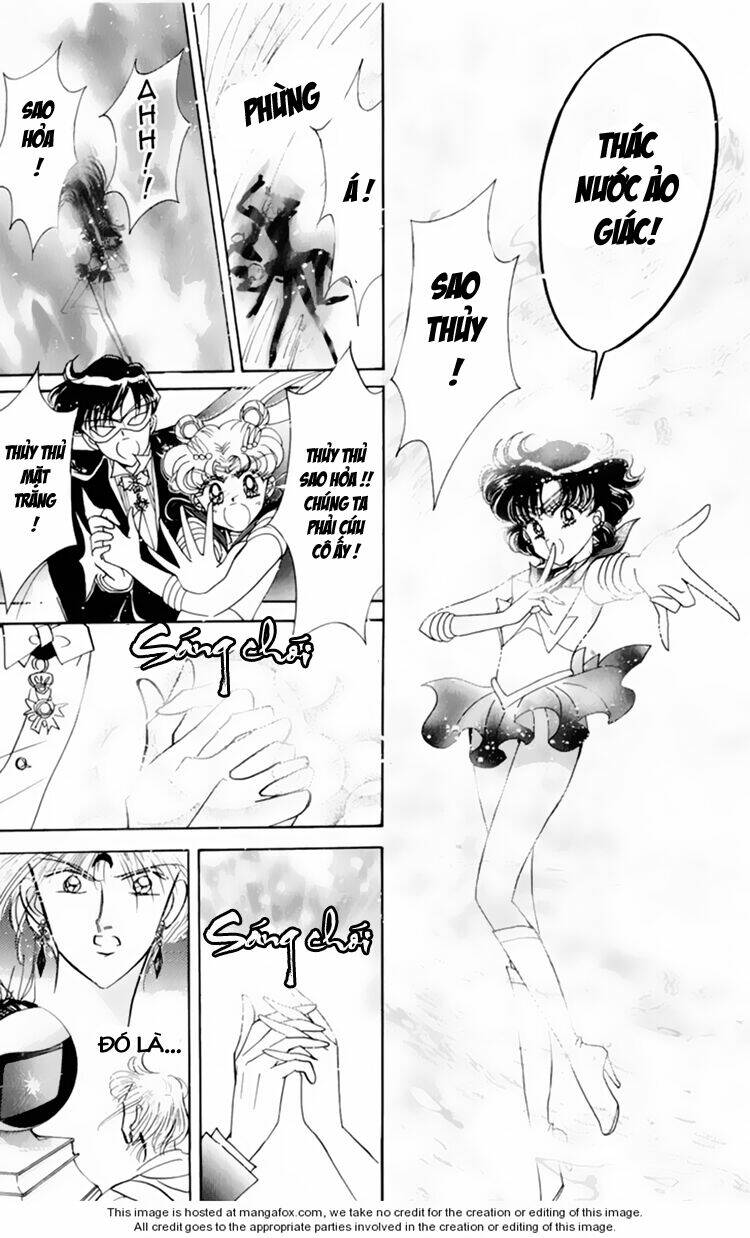 THÁC
NƯỚC ẢO
GIÁC!
SAO
THỦY
!
PHỪNG
Á !
AHH!!
SAO
HỎA
!
THỦY THỦ
SAO HỎA !!
CHÚNG TA
PHẢI CỨU
CÔ ẤY !
THỦY THỦ
MẶT
TRĂNG
!
Sáng chói
Sáng chói
ĐÓ LÀ...
This image is hosted at mangafox.com, we take no credit for the creation or editing of this image.
All credit goes to the appropriate parties involved in the creation or editing of this image.